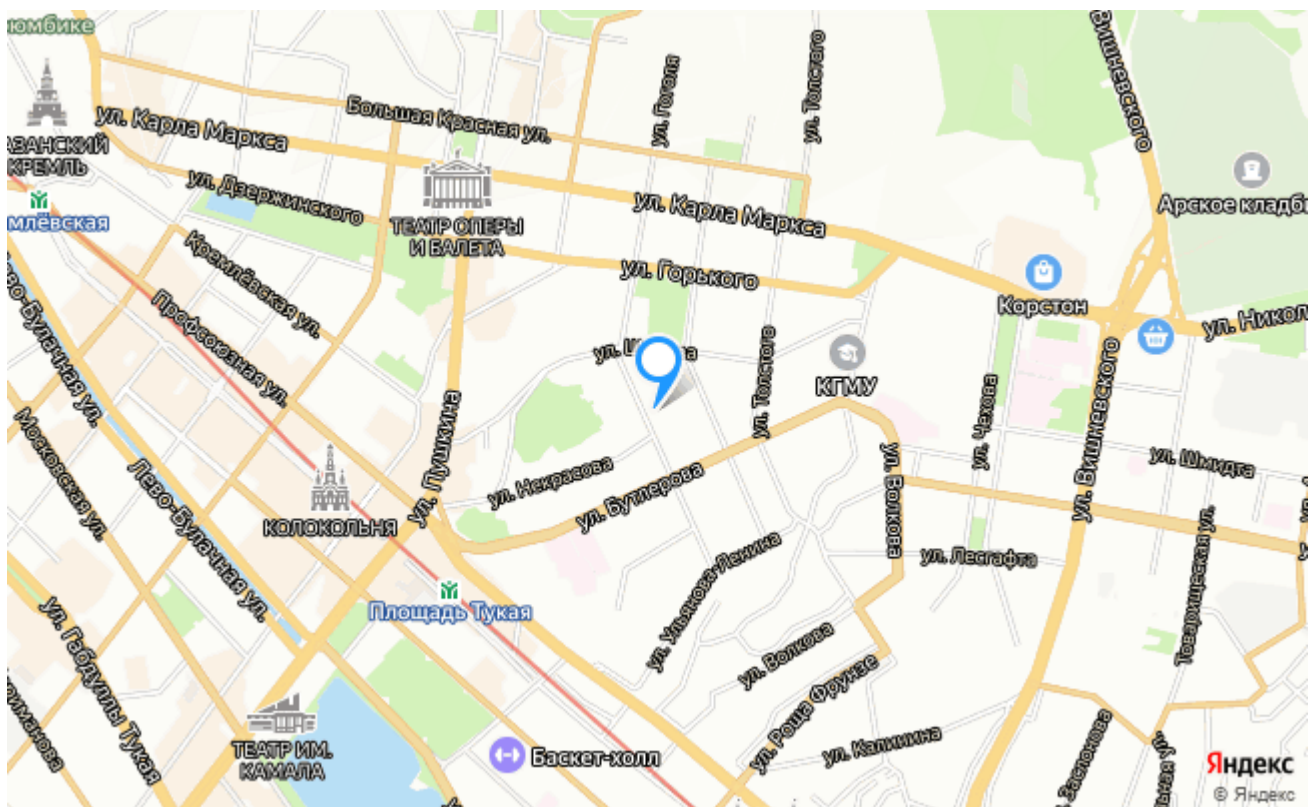 юмбике
АЗАНСКИЙ
КРЕМЛЬ
млёвская
ул. Карла Маркса
Большая Красная ул.
ул. Гоголя
ул. Толстого
Вишневского
ул. Дзержинского
ТЕАТР ОПЕРЫ
И БАЛЕТА
ул. Карла Маркса
Арское кладби
Кремлёвская ул.
ул. Горького
Корстон
ул. Никол
Профсоюзная ул.
ул. Толстого
КГМУ
ул. Чехова
ул. Вишневского
ул. Шмидта
Московская ул.
Лево-Булачная ул.
ул. Пушкина
ул. Некрасова
ул. Бутлерова
ул. Волкова
КОЛОКОЛЬНЯ
ул. Лесгафта
Товарищеская ул.
Площадь Тукая
ул. Ульянова-Ленина
ул. Волкова
ул. Габдуллы Тукая
ул. Роща Фрунзе
ул. Калинина
ТЕАТР ИМ.
КАМАЛА
Баскет-холл
Заслонова
Яндекс
© Яндекс